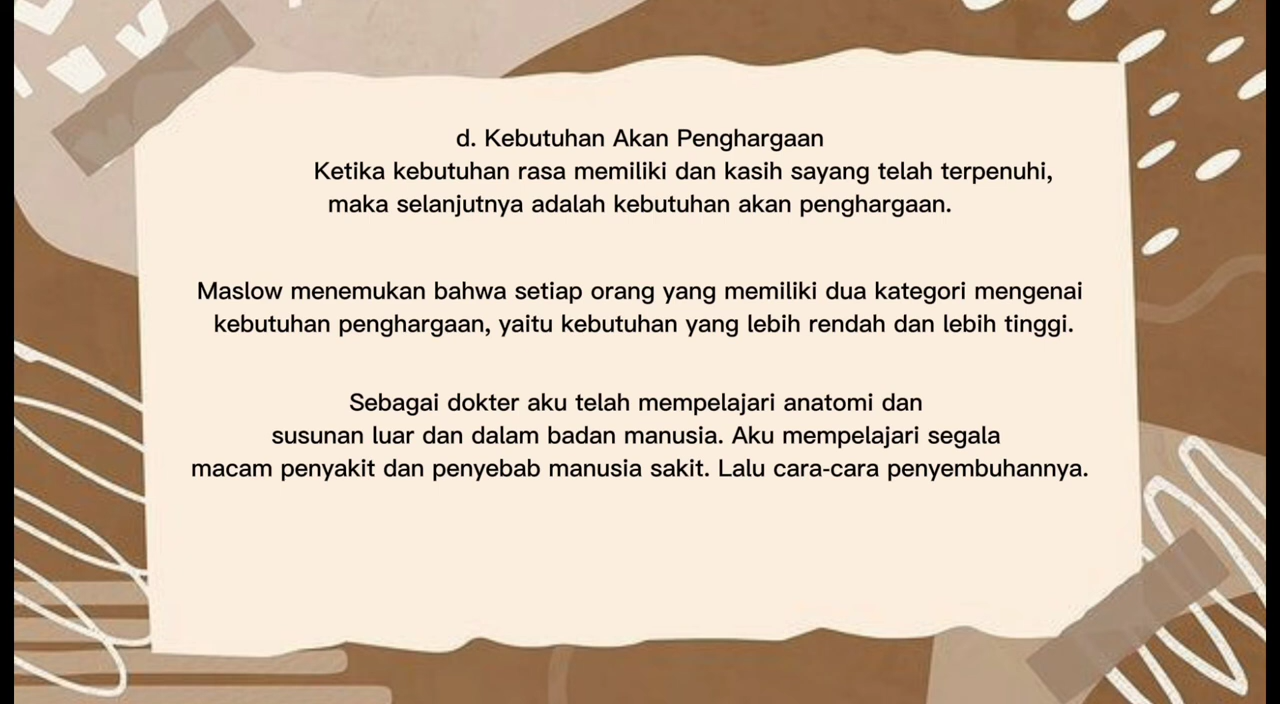 d. Kebutuhan Akan Penghargaan
Ketika kebutuhan rasa memiliki dan kasih sayang telah terpenuhi,
maka selanjutnya adalah kebutuhan akan penghargaan.
Maslow menemukan bahwa setiap orang yang memiliki dua kategori mengenai
kebutuhan penghargaan, yaitu kebutuhan yang lebih rendah dan lebih tinggi.
Sebagai dokter aku telah mempelajari anatomi dan
susunan luar dan dalam badan manusia. Aku mempelajari segala
macam penyakit dan penyebab manusia sakit. Lalu cara-cara penyembuhannya.